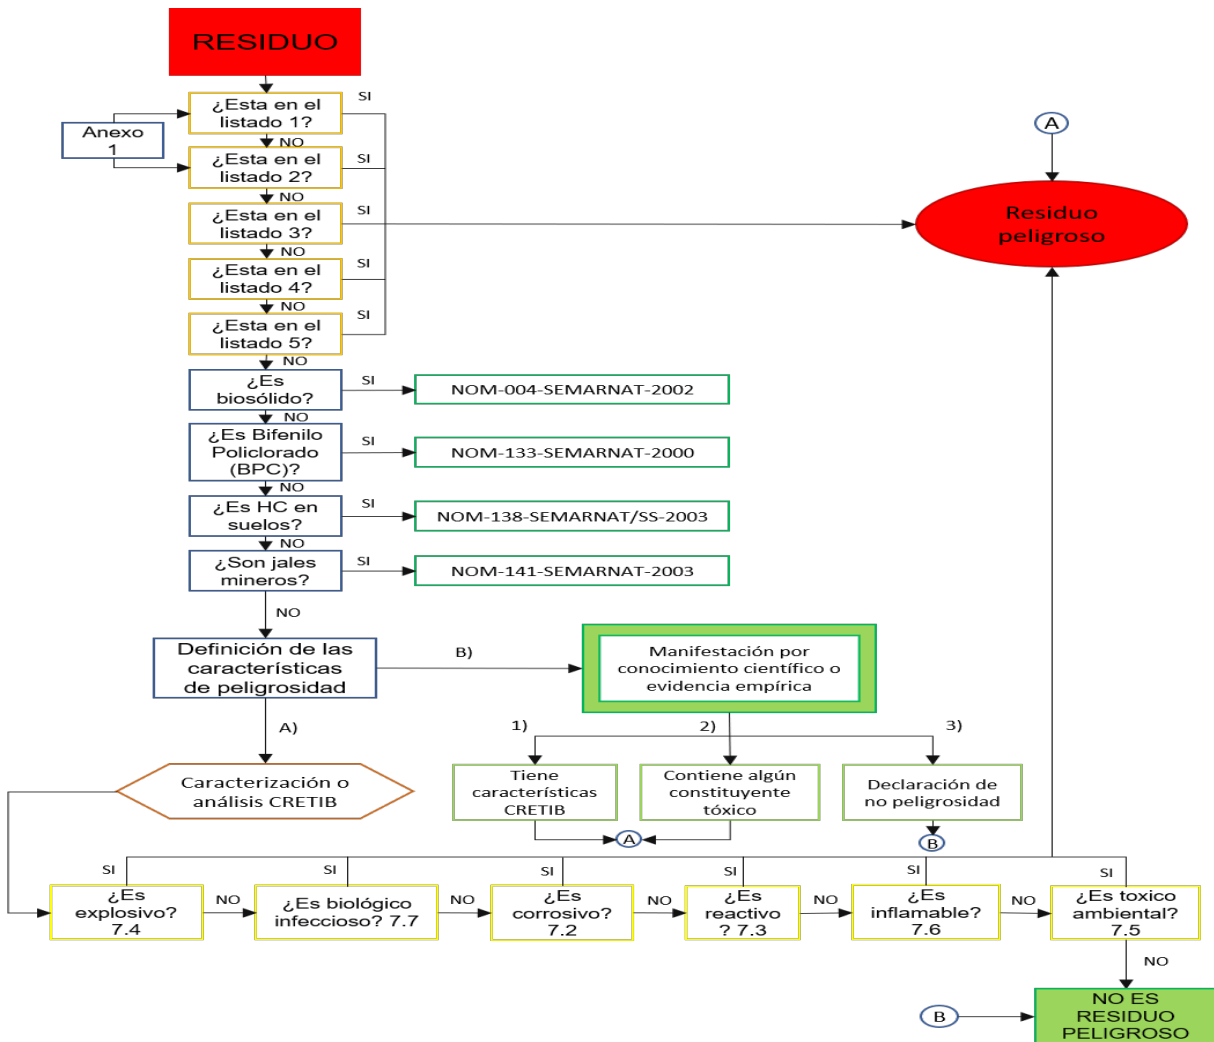 RESIDUO
SI
¿Esta en el
listado 1?
Anexo
1
NO
SI
¿Esta en el
listado 2?
NO
SI
¿Esta en el
listado 3?
NO
SI
¿Esta en el
listado 4?
NO
SI
¿Esta en el
listado 5?
NO
A
Residuo
peligroso
¿Es
biosólido?
SI
NOM-004-SEMARNAT-2002
NO
¿Es Bifenilo
Policlorado
(BPC)?
SI
NOM-133-SEMARNAT-2000
NO
¿Es HC en
suelos?
SI
NOM-138-SEMARNAT/SS-2003
NO
¿Son jales
mineros?
SI
NOM-141-SEMARNAT-2003
NO
Definición de las
características
de peligrosidad
B)
Manifestación por
conocimiento científico o
evidencia empírica
A)
1)
2)
3)
Caracterización o
análisis CRETIB
Tiene
características
CRETIB
Contiene algún
constituyente
tóxico
Declaración de
no peligrosidad
A
B
SI
¿Es
explosivo?
7.4
NO
SI
¿Es biológico
infeccioso? 7.7
NO
SI
¿Es
corrosivo?
7.2
NO
SI
¿Es
reactivo
? 7.3
NO
SI
¿Es
inflamable?
7.6
NO
SI
¿Es toxico
ambiental?
7.5
NO
B
NO ES
RESIDUO
PELIGROSO